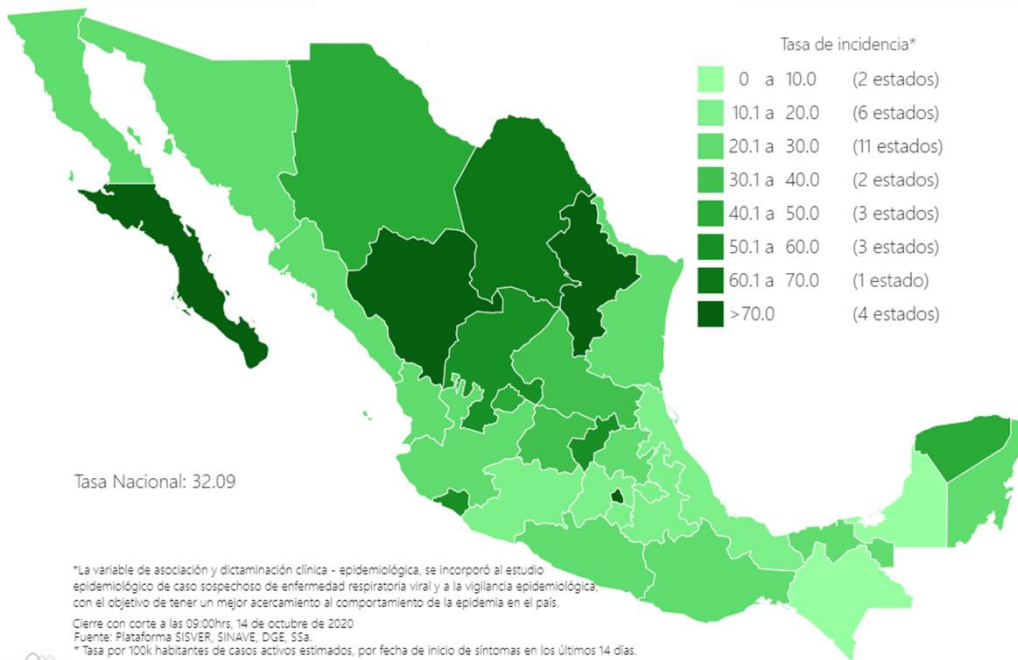 Tasa de incidencia*
0 a 10.0 (2 estados)
10.1 a 20.0 (6 estados)
20.1 a 30.0 (11 estados)
30.1 a 40.0 (2 estados)
40.1 a 50.0 (3 estados)
50.1 a 60.0 (3 estados)
60.1 a 70.0 (1 estado)
>70.0 (4 estados)
Tasa Nacional: 32.09
*La variable de asociación y dictaminación clínica - epidemiológica, se incorporó al estudio
epidemiológico de caso sospechoso de enfermedad respiratoria viral y a la vigilancia epidemiológica,
con el objetivo de tener un mejor acercamiento al comportamiento de la epidemia en el país.
Cierre con corte a las 09:00hrs, 14 de octubre de 2020
Fuente: Plataforma SISVER, SINAVE, DGE, SSa.
* Tasa por 100k habitantes de casos activos estimados, por fecha de inicio de síntomas en los últimos 14 días.